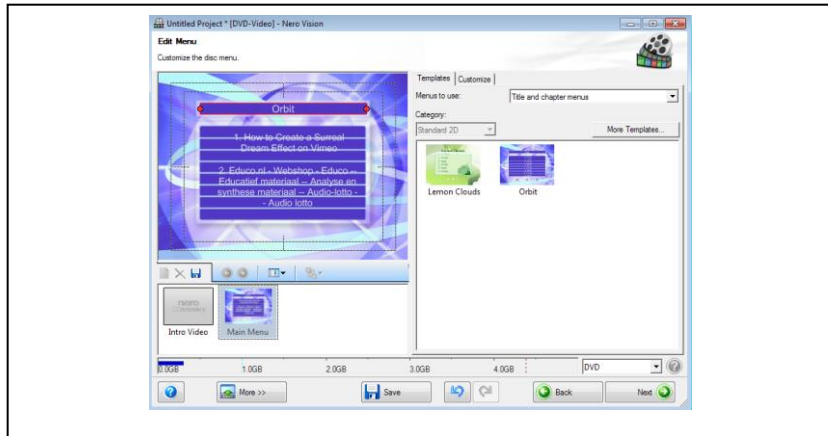 Untitled Project * [DVD-Video] - Nero Vision
Edit Menu
Customize the disc menu.
Orbit
1. How to Create a Surreal
Dream Effect on Vimeo
2. Educo.nl - Webshop - Educo --
Educatief materiaal -- Analyse en
synthese materiaal -- Audio-lotto -
- Audio lotto
Templates
Customize
Menus to use:
Title and chapter menus
Category:
Standard 2D
More Templates...
Lemon Clouds
Orbit
nero
Intro Video
Main Menu
0.0GB
1.0GB
2.0GB
3.0GB
4.0GB
DVD
More >>
Save
Back
Next